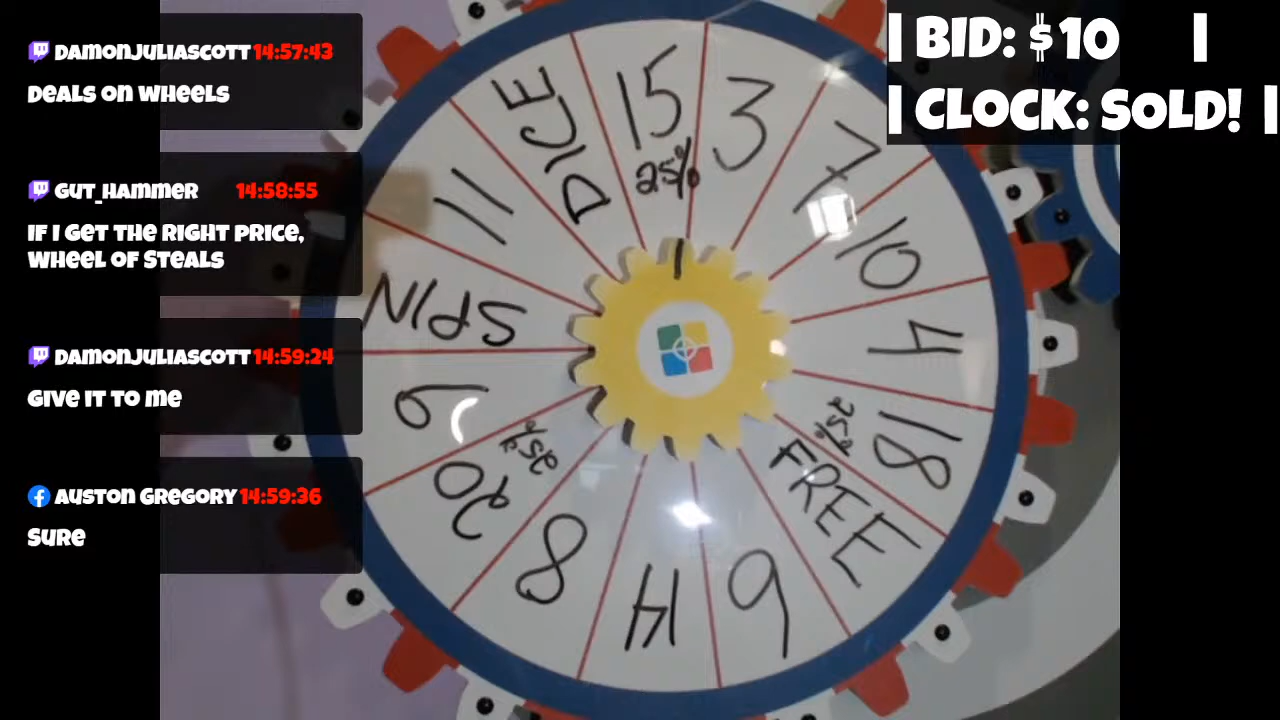 DamonJuliaScott 14:57:43
Deals on wheels
Gut_Hammer 14:58:55
If I get the right price,
wheel of steals
DamonJuliaScott 14:59:24
Give it to me
Auston Gregory 14:59:36
Sure
| BID: $10 |
| CLOCK: SOLD! |
15
25%
3
7
10
4
18
25%
FREE
6
14
8
20
25%
9
SPIN
11
DICE